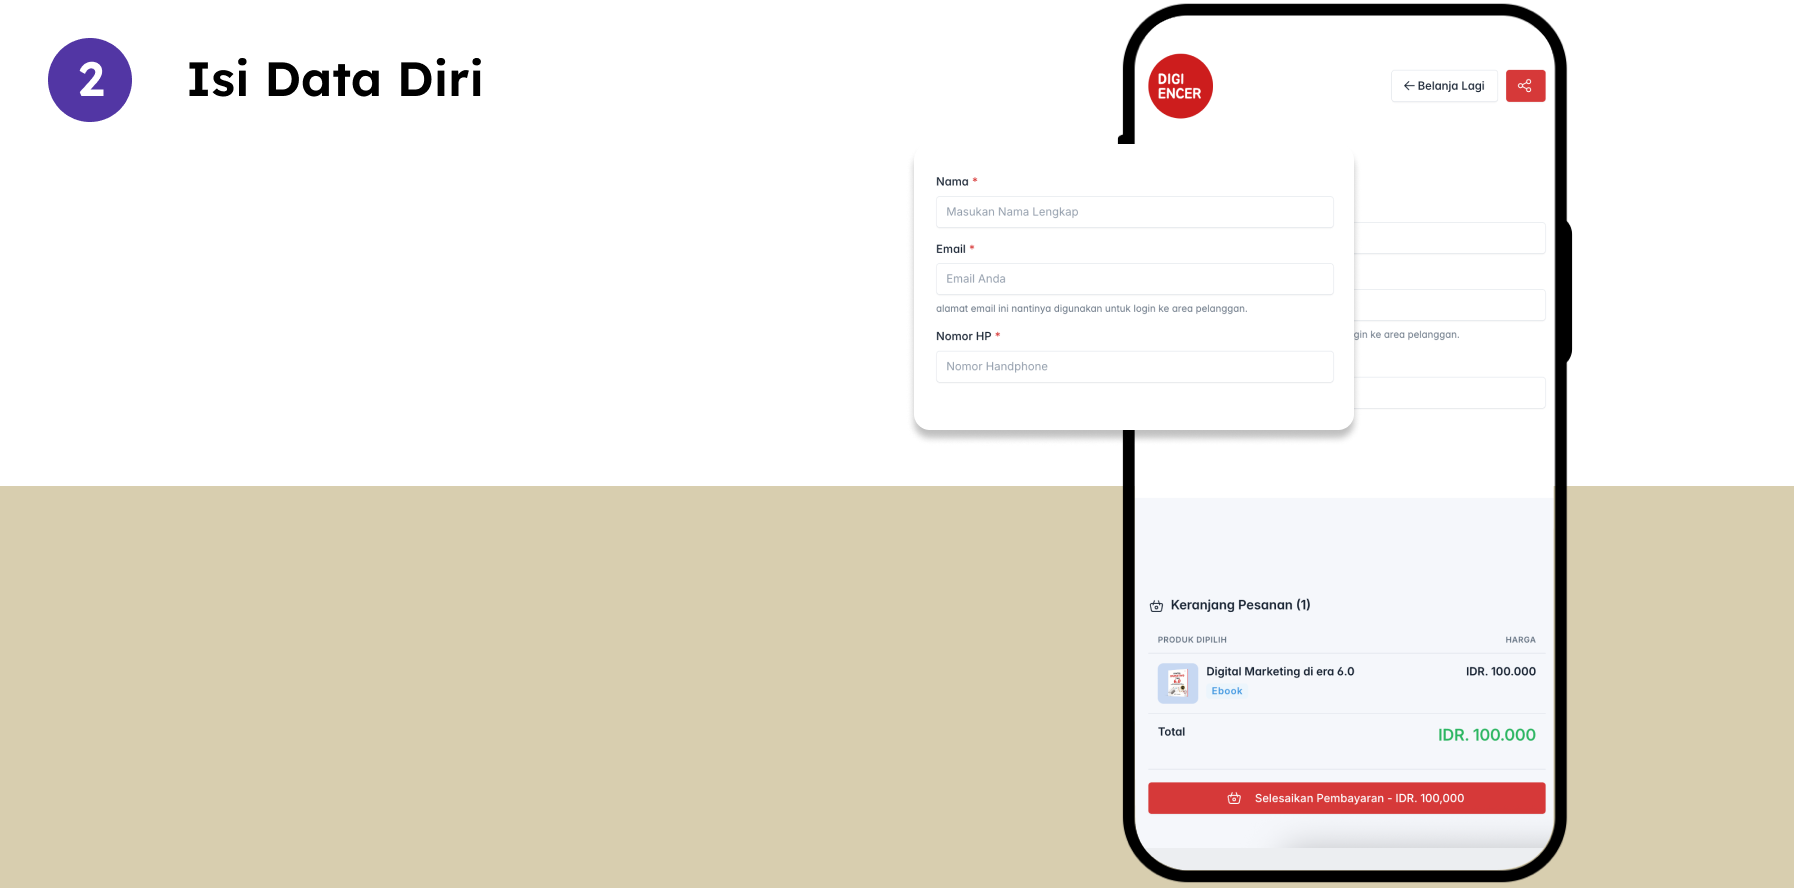 2
Isi Data Diri
DIGI
ENCER
← Belanja Lagi
Nama *
Masukan Nama Lengkap
Email *
Email Anda
alamat email ini nantinya digunakan untuk login ke area pelanggan.
gin ke area pelanggan.
Nomor HP *
Nomor Handphone
Keranjang Pesanan (1)
PRODUK DIPILIH HARGA
Digital Marketing di era 6.0 IDR. 100.000
Ebook
Total IDR. 100.000
Selesaikan Pembayaran - IDR. 100,000